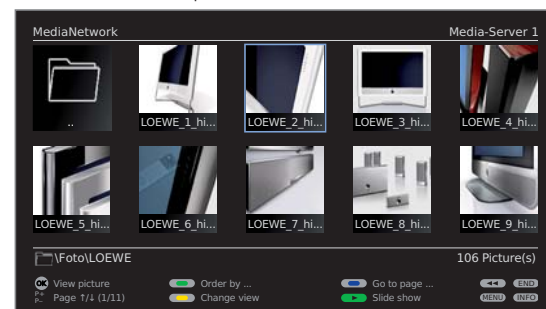 MediaNetwork Media-Server 1
.. LOEWE_1_hi... LOEWE_2_hi... LOEWE_3_hi... LOEWE_4_hi...
LOEWE_5_hi... LOEWE_6_hi... LOEWE_7_hi... LOEWE_8_hi... LOEWE_9_hi...
\Foto\LOEWE 106 Picture(s)
OK View picture Order by ... Go to page ... END
P+ P- Page ↑/↓ (1/11) Change view Slide show MENU INFO